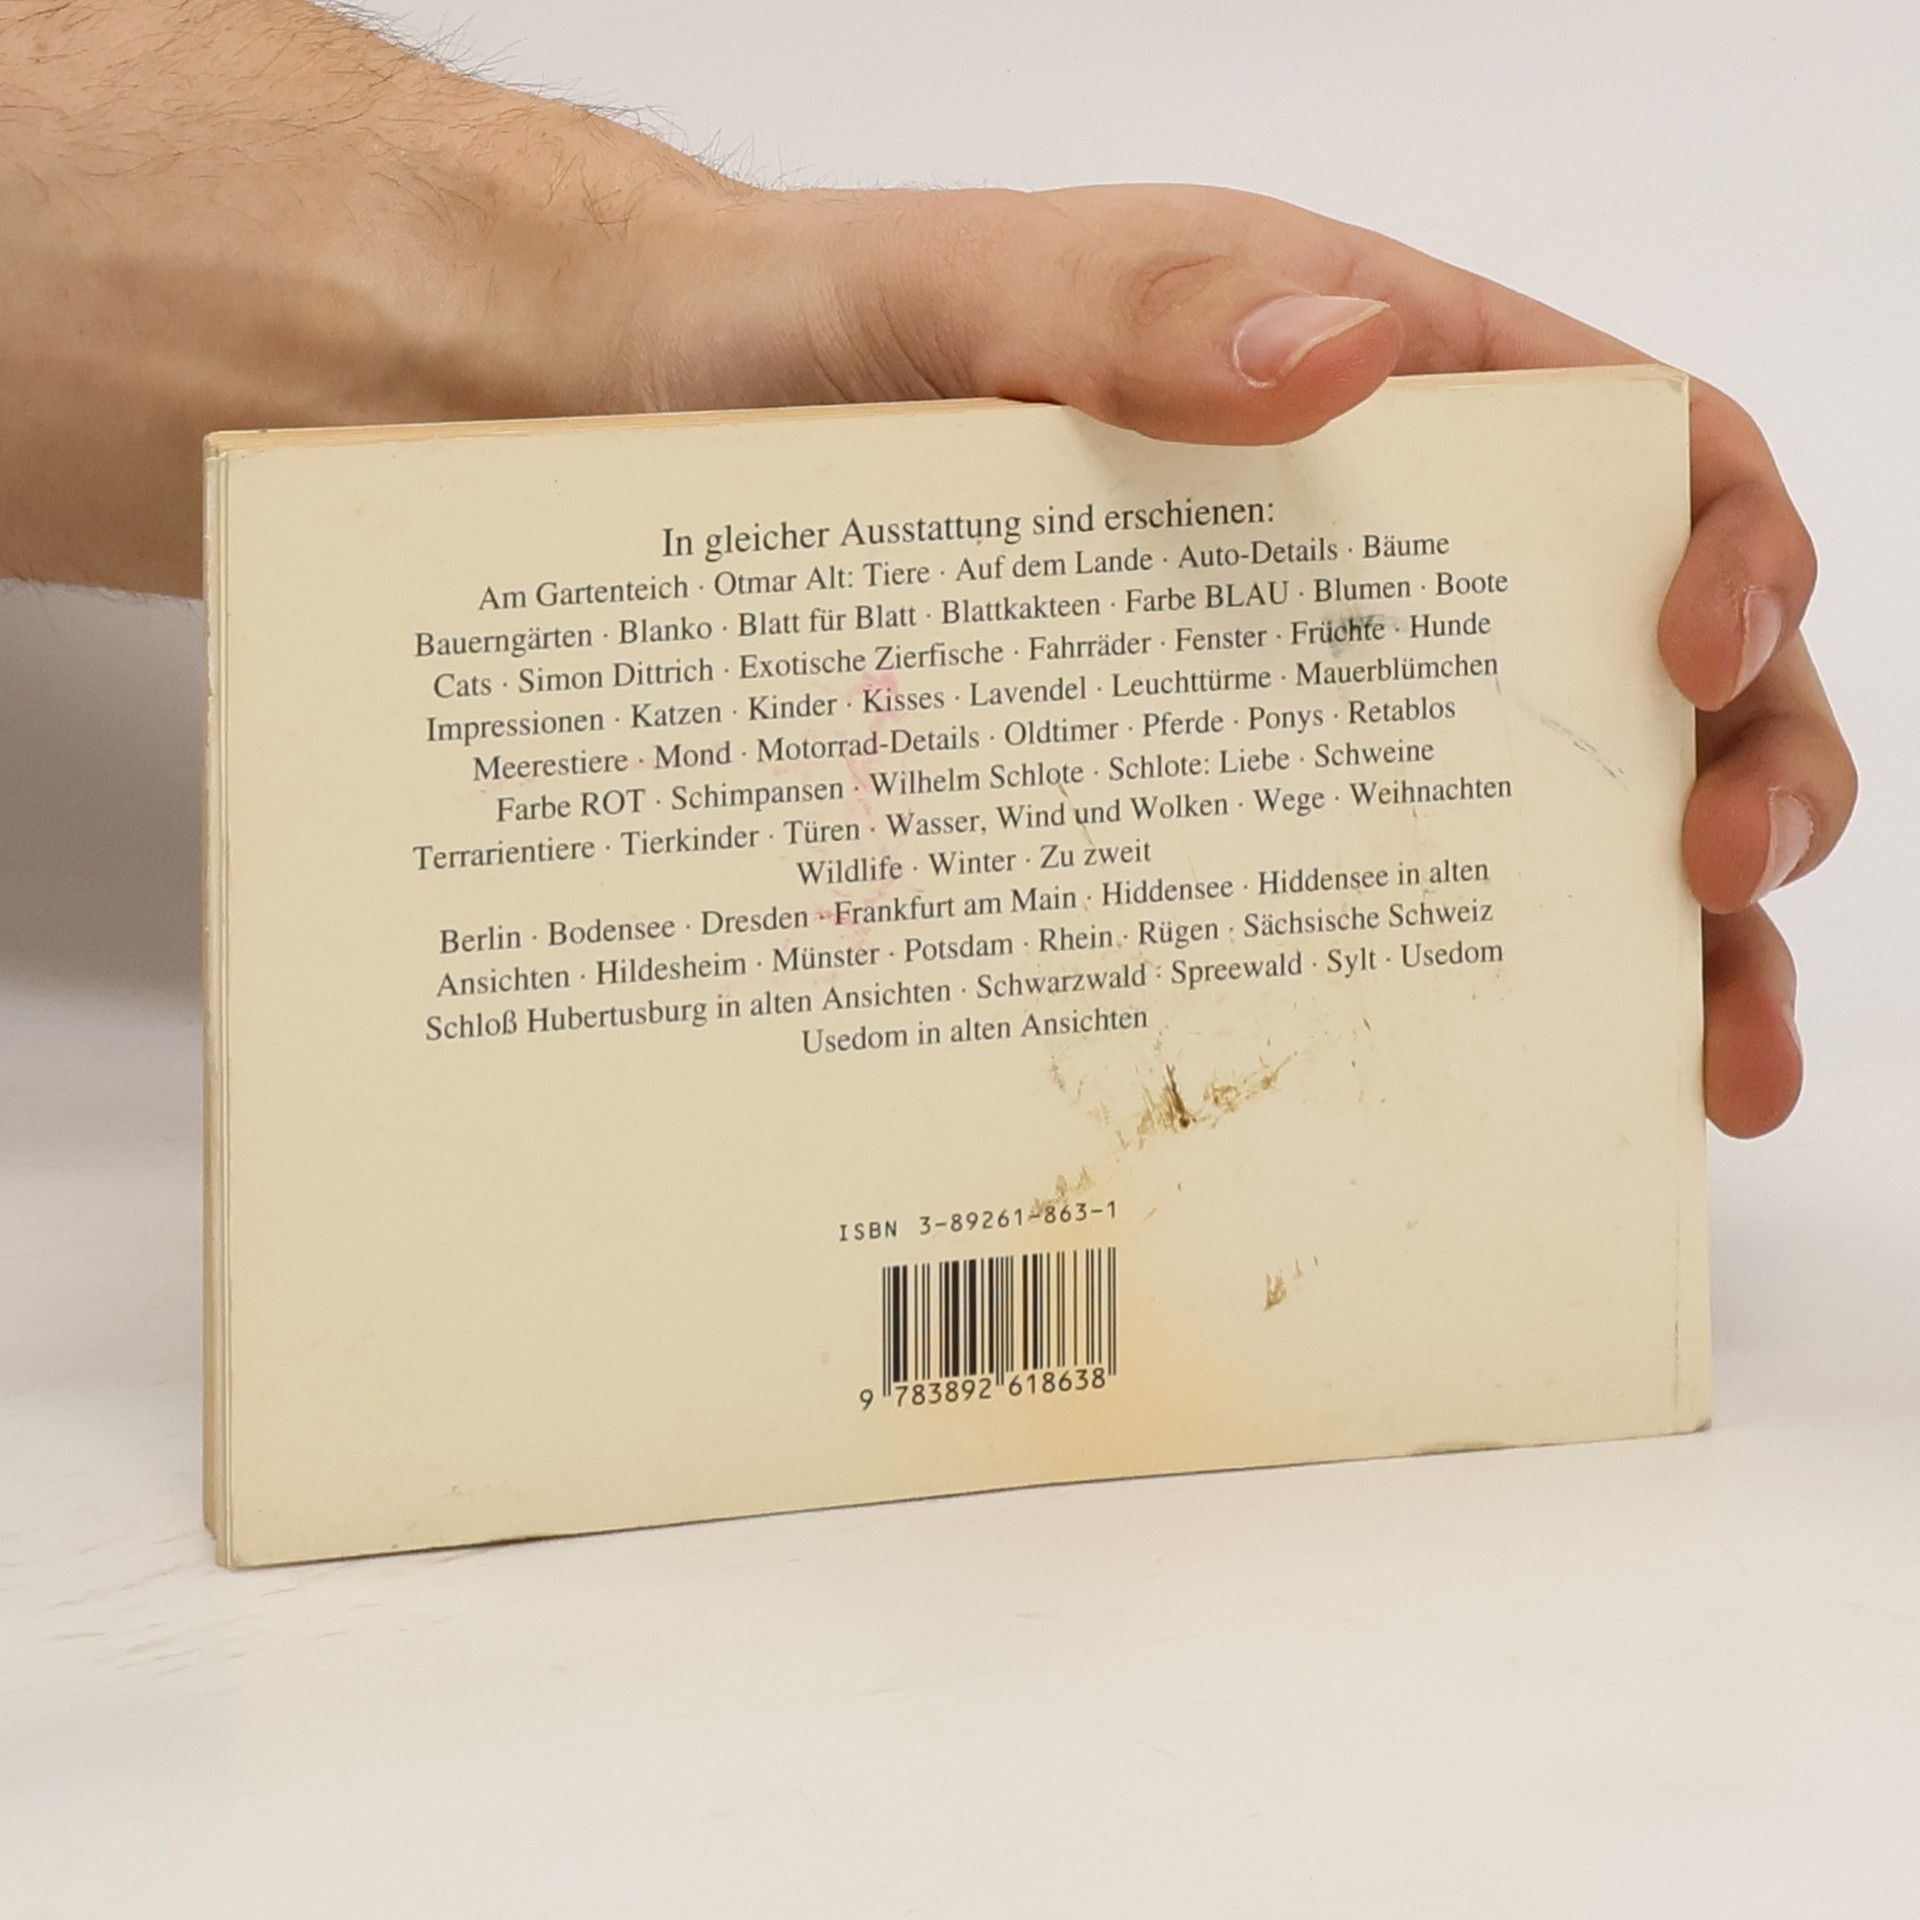 In gleicher Ausstattung sind erschienen:
Am Gartenteich · Otmar Alt: Tiere · Auf dem Lande · Auto-Details · Bäume
Bauerngärten · Blanko · Blatt für Blatt · Blattkakteen · Farbe BLAU · Blumen · Boote
Cats · Simon Dittrich · Exotische Zierfische · Fahrräder · Fenster · Früchte · Hunde
Impressionen · Katzen · Kinder · Kisses · Lavendel · Leuchttürme · Mauerblümchen
Meerestiere · Mond · Motorrad-Details · Oldtimer · Pferde · Ponys · Retablos
Farbe ROT · Schimpansen · Wilhelm Schlote · Schlote: Liebe · Schweine
Terrarientiere · Tierkinder · Türen · Wasser, Wind und Wolken · Wege · Weihnachten
Wildlife · Winter · Zu zweit
Berlin · Bodensee · Dresden · Frankfurt am Main · Hiddensee · Hiddensee in alten
Ansichten · Hildesheim · Münster · Potsdam · Rhein · Rügen · Sächsische Schweiz
Schloß Hubertusburg in alten Ansichten · Schwarzwald · Spreewald · Sylt · Usedom
Usedom in alten Ansichten
ISBN 3-89261-863-1
9 783892 618638